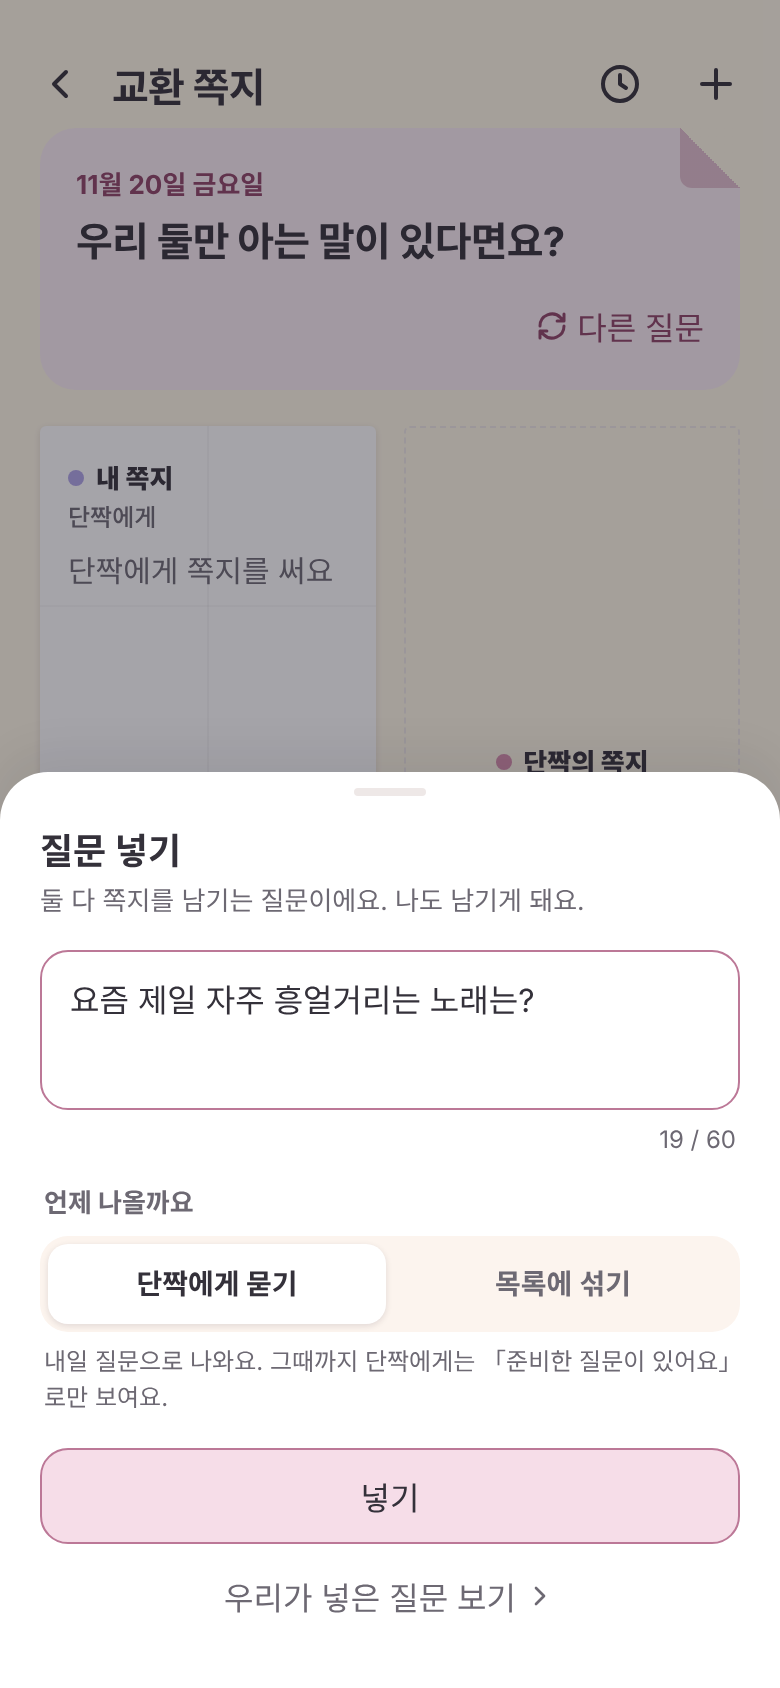 교환 쪽지
11월 20일 금요일
우리 둘만 아는 말이 있다면요?
다른 질문
내 쪽지
단짝에게
단짝에게 쪽지를 써요
단짝의 쪽지
질문 넣기
둘 다 쪽지를 남기는 질문이에요. 나도 남기게 돼요.
요즘 제일 자주 흥얼거리는 노래는?
19 / 60
언제 나올까요
단짝에게 묻기
목록에 섞기
내일 질문으로 나와요. 그때까지 단짝에게는 「준비한 질문이 있어요」
로만 보여요.
넣기
우리가 넣은 질문 보기